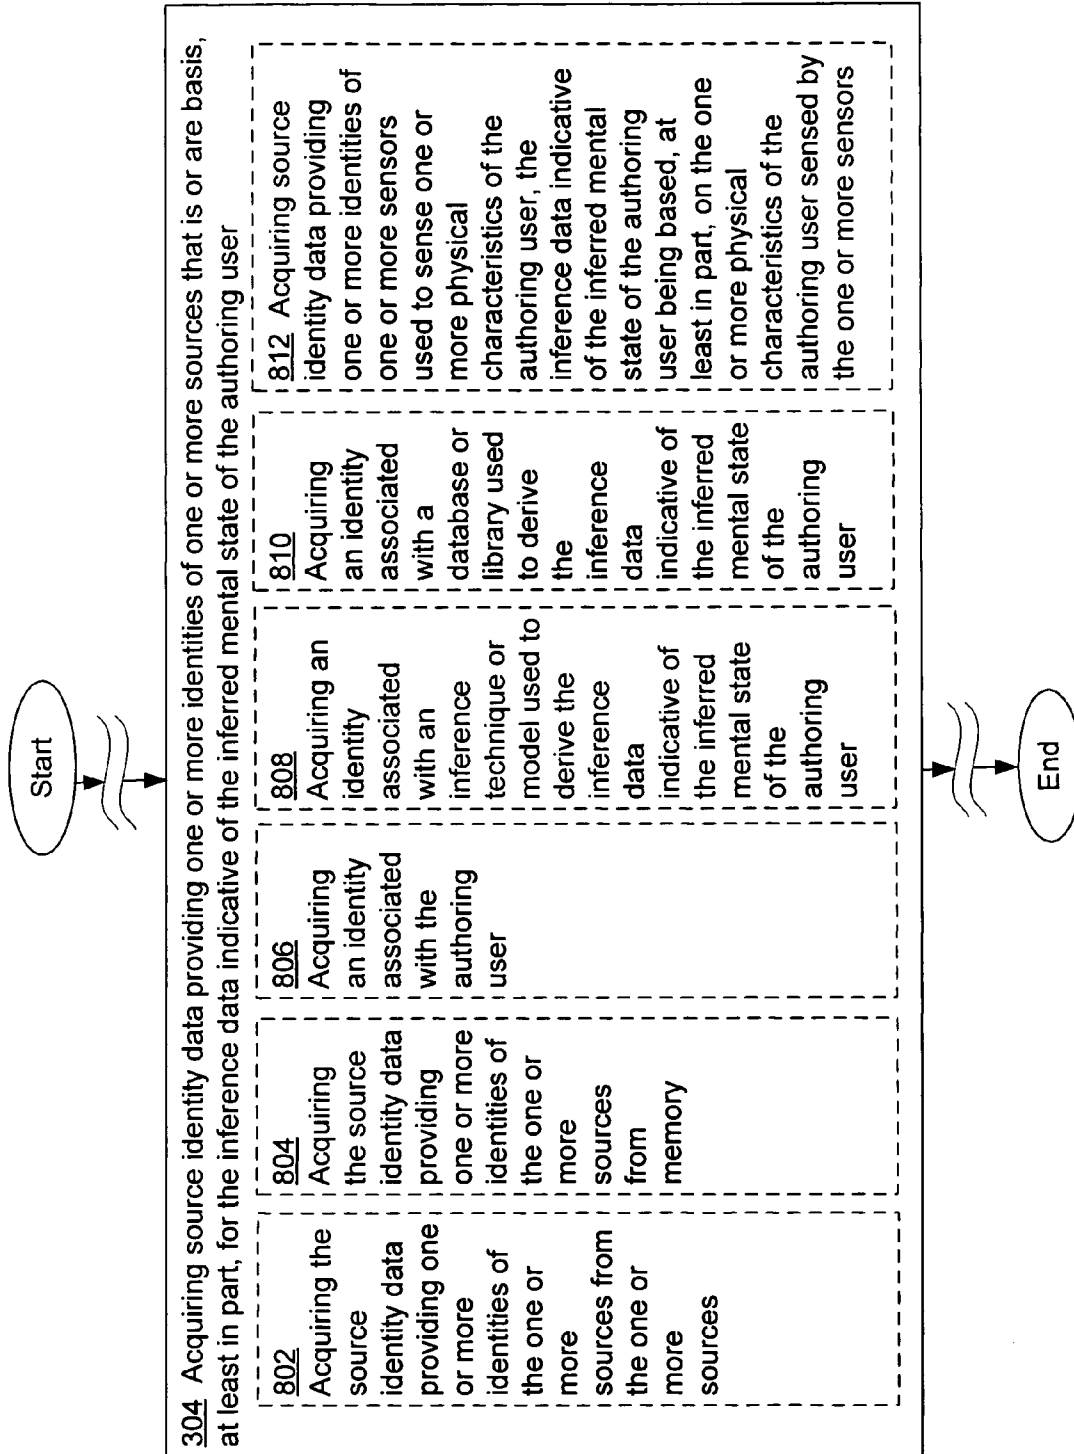 Start
304 Acquiring source identity data providing one or more identities of one or more sources that is or are basis,
at least in part, for the inference data indicative of the inferred mental state of the authoring user
802
Acquiring the
source
identity data
providing one
or more
identities of
the one or
more
sources from
the one or
more
sources
804
Acquiring
the source
identity data
providing
one or more
identities of
the one or
more
sources
from
memory
806
Acquiring
an identity
associated
with the
authoring
user
808
Acquiring an
identity
associated
with an
inference
technique or
model used to
derive the
inference
data
indicative of
the inferred
mental state
of the
authoring
user
810
Acquiring
an identity
associated
with a
database or
library used
to derive
the
inference
data
indicative of
the inferred
mental state
of the
authoring
user
812 Acquiring source
identity data providing
one or more identities of
one or more sensors
used to sense one or
more physical
characteristics of the
authoring user, the
inference data indicative
of the inferred mental
state of the authoring
user being based, at
least in part, on the one
or more physical
characteristics of the
authoring user sensed by
the one or more sensors
End